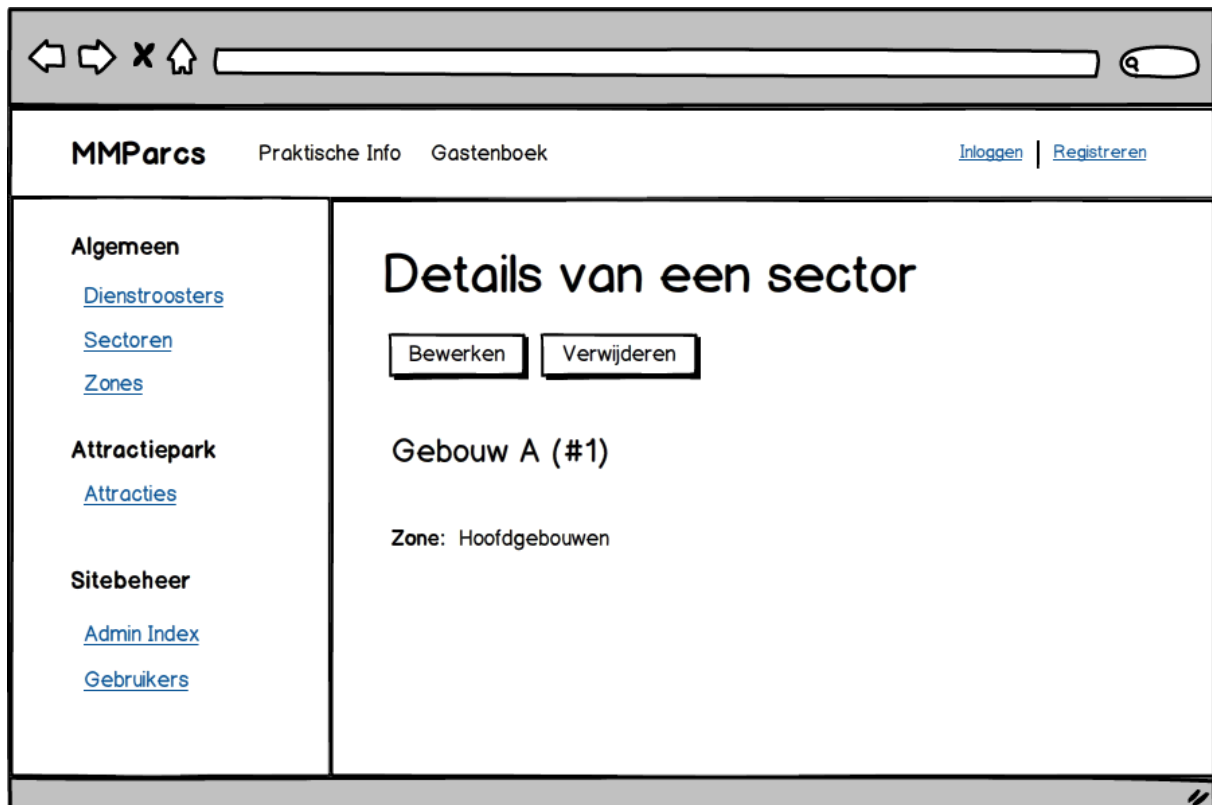 MMParcs Praktische Info Gastenboek Inloggen | Registreren
Algemeen
Dienstroosters
Sectoren
Zones
Attractiepark
Attracties
Sitebeheer
Admin Index
Gebruikers
Details van een sector
Bewerken Verwijderen
Gebouw A (#1)
Zone: Hoofdgebouwen